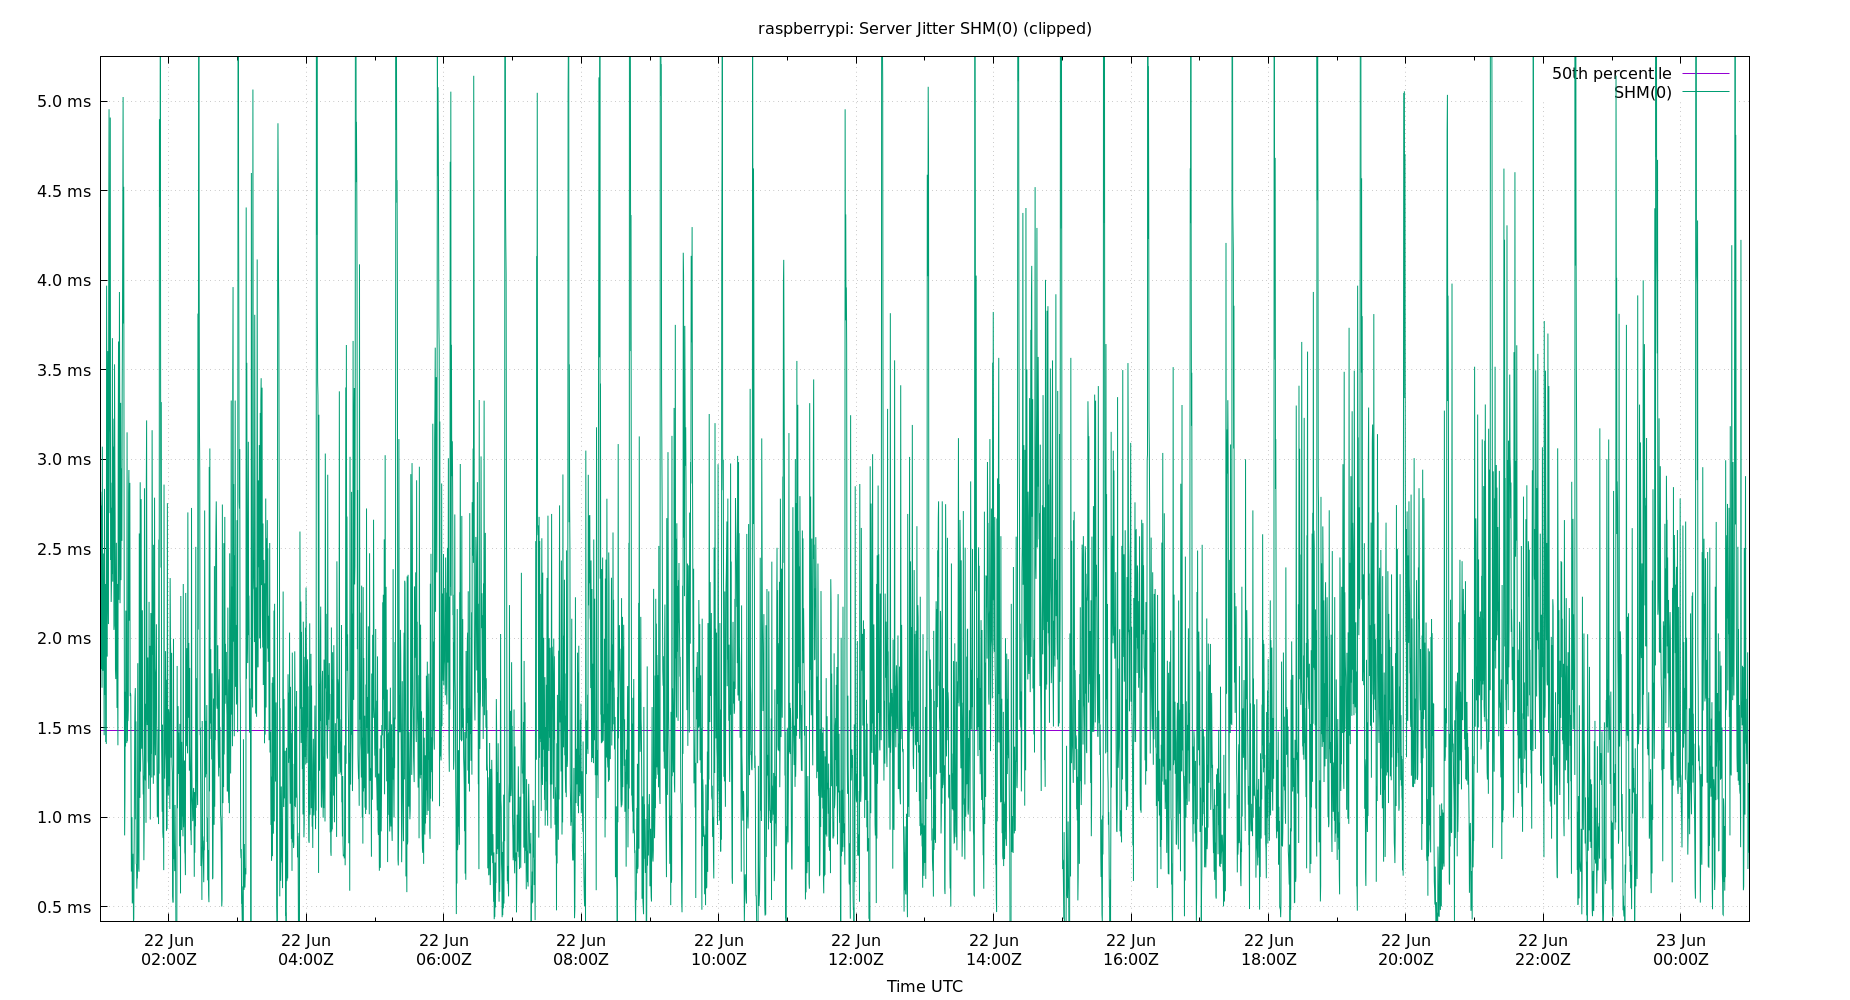 raspberrypi: Server Jitter SHM(0) (clipped)
50th percentile
SHM(0)
5.0 ms
4.5 ms
4.0 ms
3.5 ms
3.0 ms
2.5 ms
2.0 ms
1.5 ms
1.0 ms
0.5 ms
22 Jun 22 Jun 22 Jun 22 Jun 22 Jun 22 Jun 22 Jun 22 Jun 22 Jun 22 Jun 22 Jun 23 Jun
02:00Z 04:00Z 06:00Z 08:00Z 10:00Z 12:00Z 14:00Z 16:00Z 18:00Z 20:00Z 22:00Z 00:00Z
Time UTC